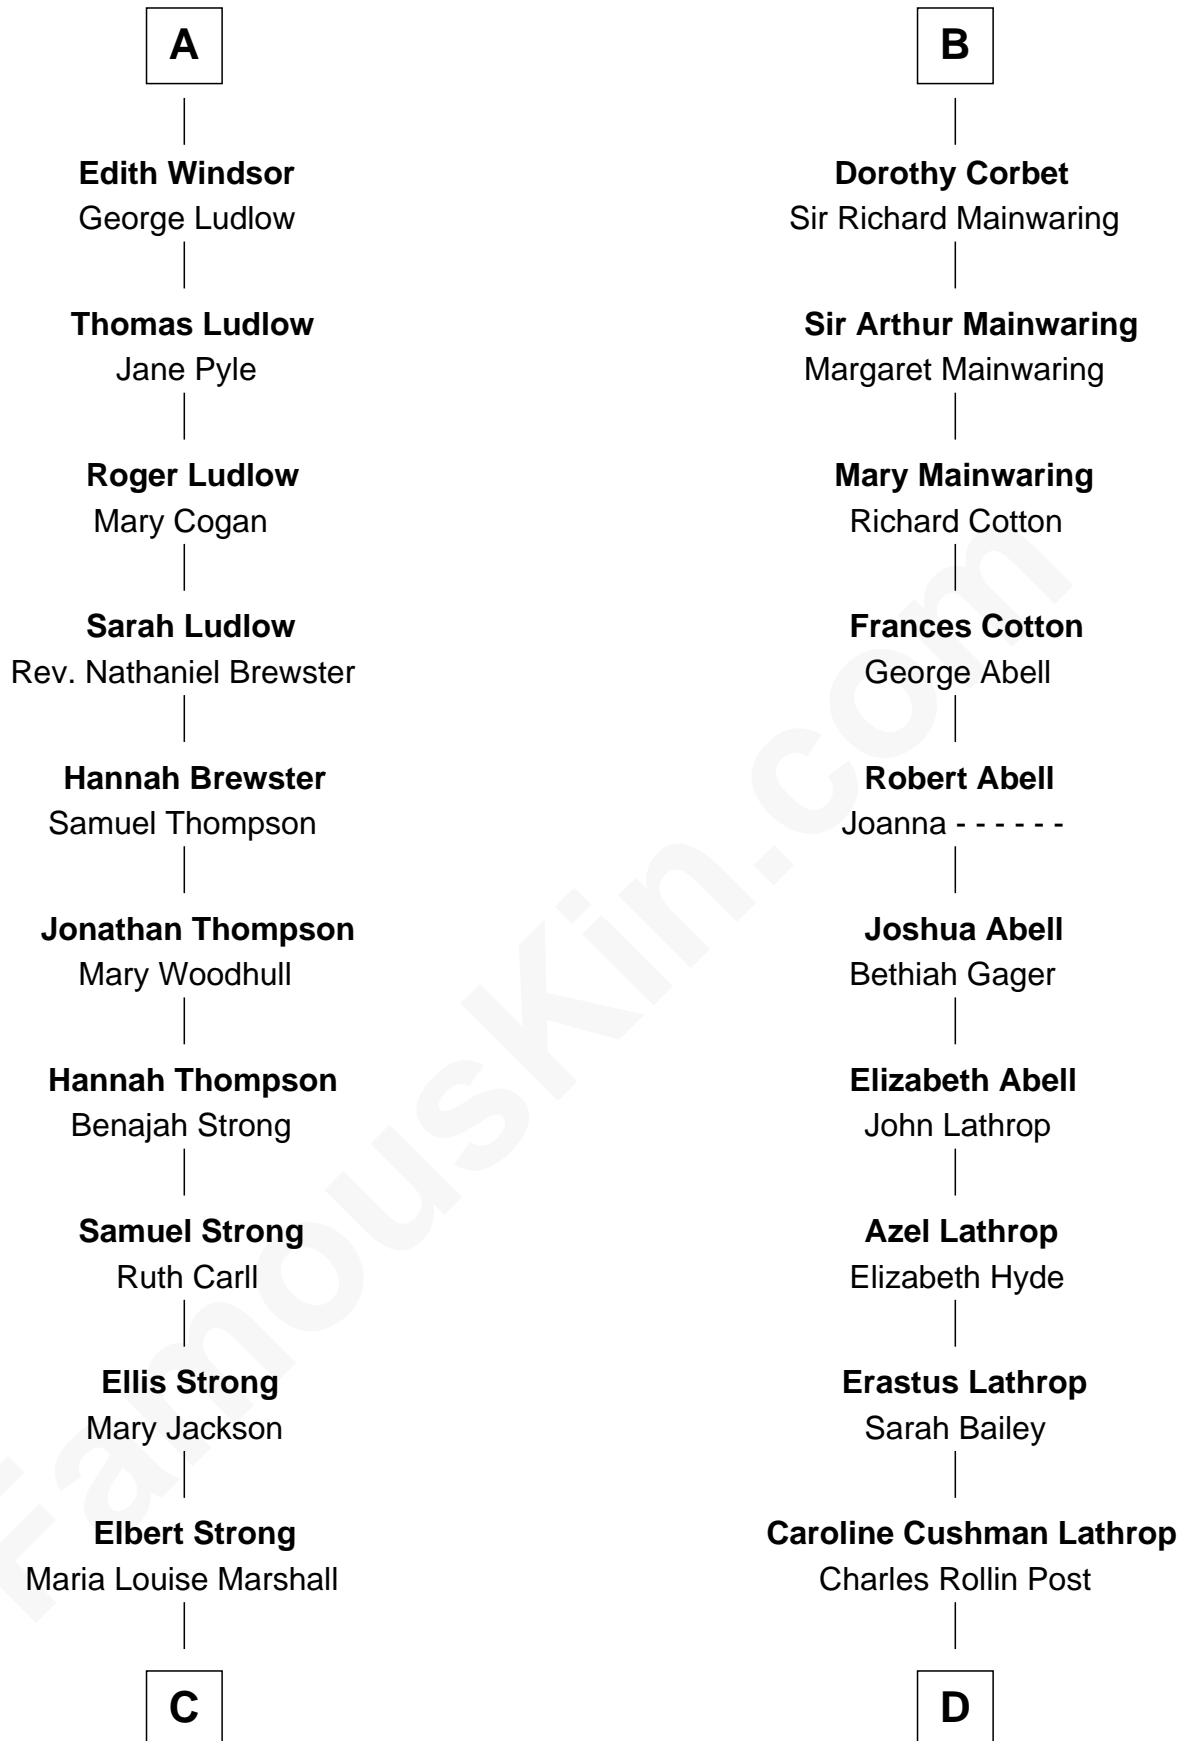 A
Edith Windsor
George Ludlow
Thomas Ludlow
Jane Pyle
Roger Ludlow
Mary Cogan
Sarah Ludlow
Rev. Nathaniel Brewster
Hannah Brewster
Samuel Thompson
Jonathan Thompson
Mary Woodhull
Hannah Thompson
Benajah Strong
Samuel Strong
Ruth Carll
Ellis Strong
Mary Jackson
Elbert Strong
Maria Louise Marshall
C
B
Dorothy Corbet
Sir Richard Mainwaring
Sir Arthur Mainwaring
Margaret Mainwaring
Mary Mainwaring
Richard Cotton
Frances Cotton
George Abell
Robert Abell
Joanna - - - - - -
Joshua Abell
Bethiah Gager
Elizabeth Abell
John Lathrop
Azel Lathrop
Elizabeth Hyde
Erastus Lathrop
Sarah Bailey
Caroline Cushman Lathrop
Charles Rollin Post
D
FamousKin.com